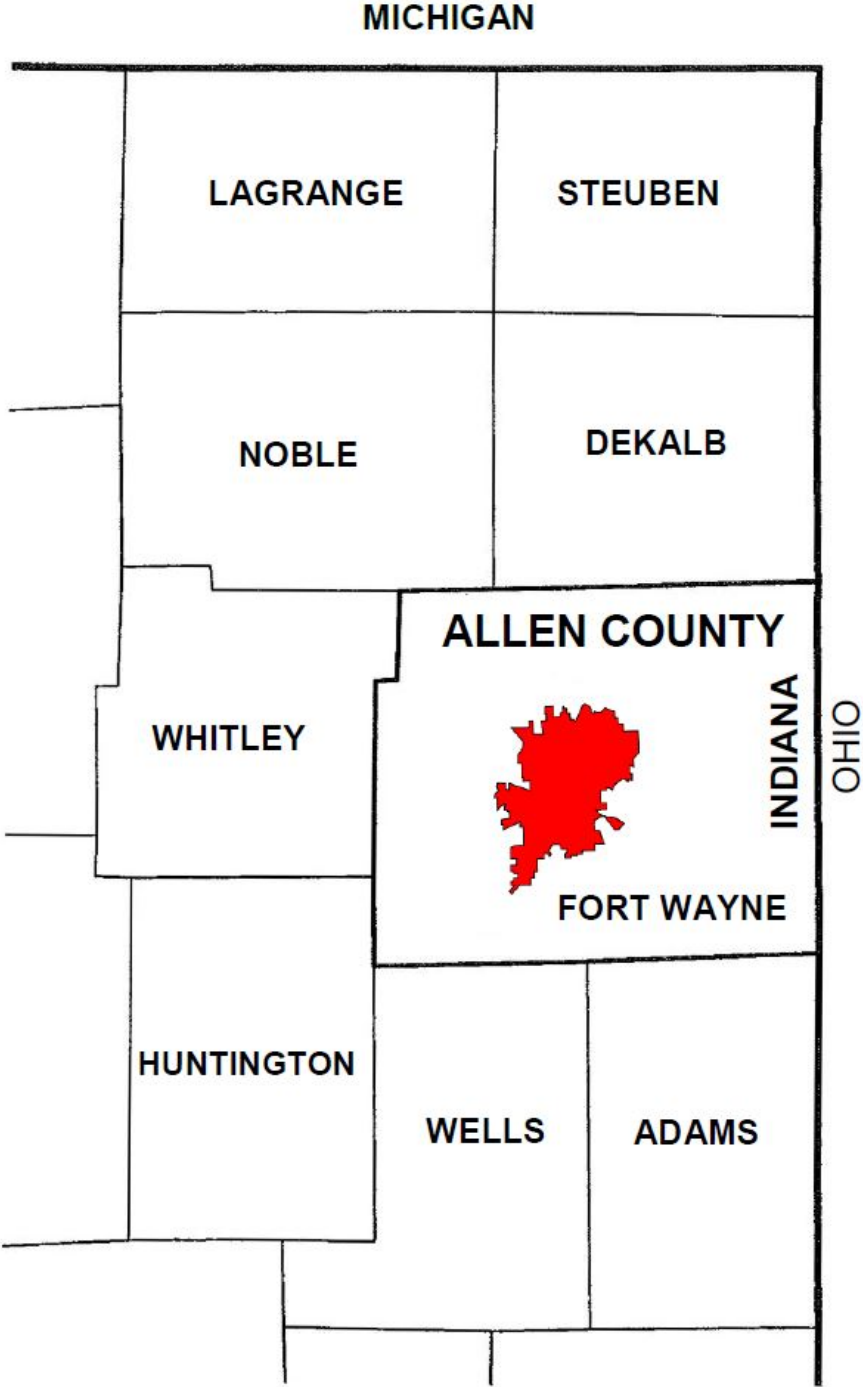 MICHIGAN
LAGRANGE
STEUBEN
NOBLE
DEKALB
ALLEN COUNTY
WHITLEY
INDIANA
OHIO
FORT WAYNE
HUNTINGTON
WELLS
ADAMS